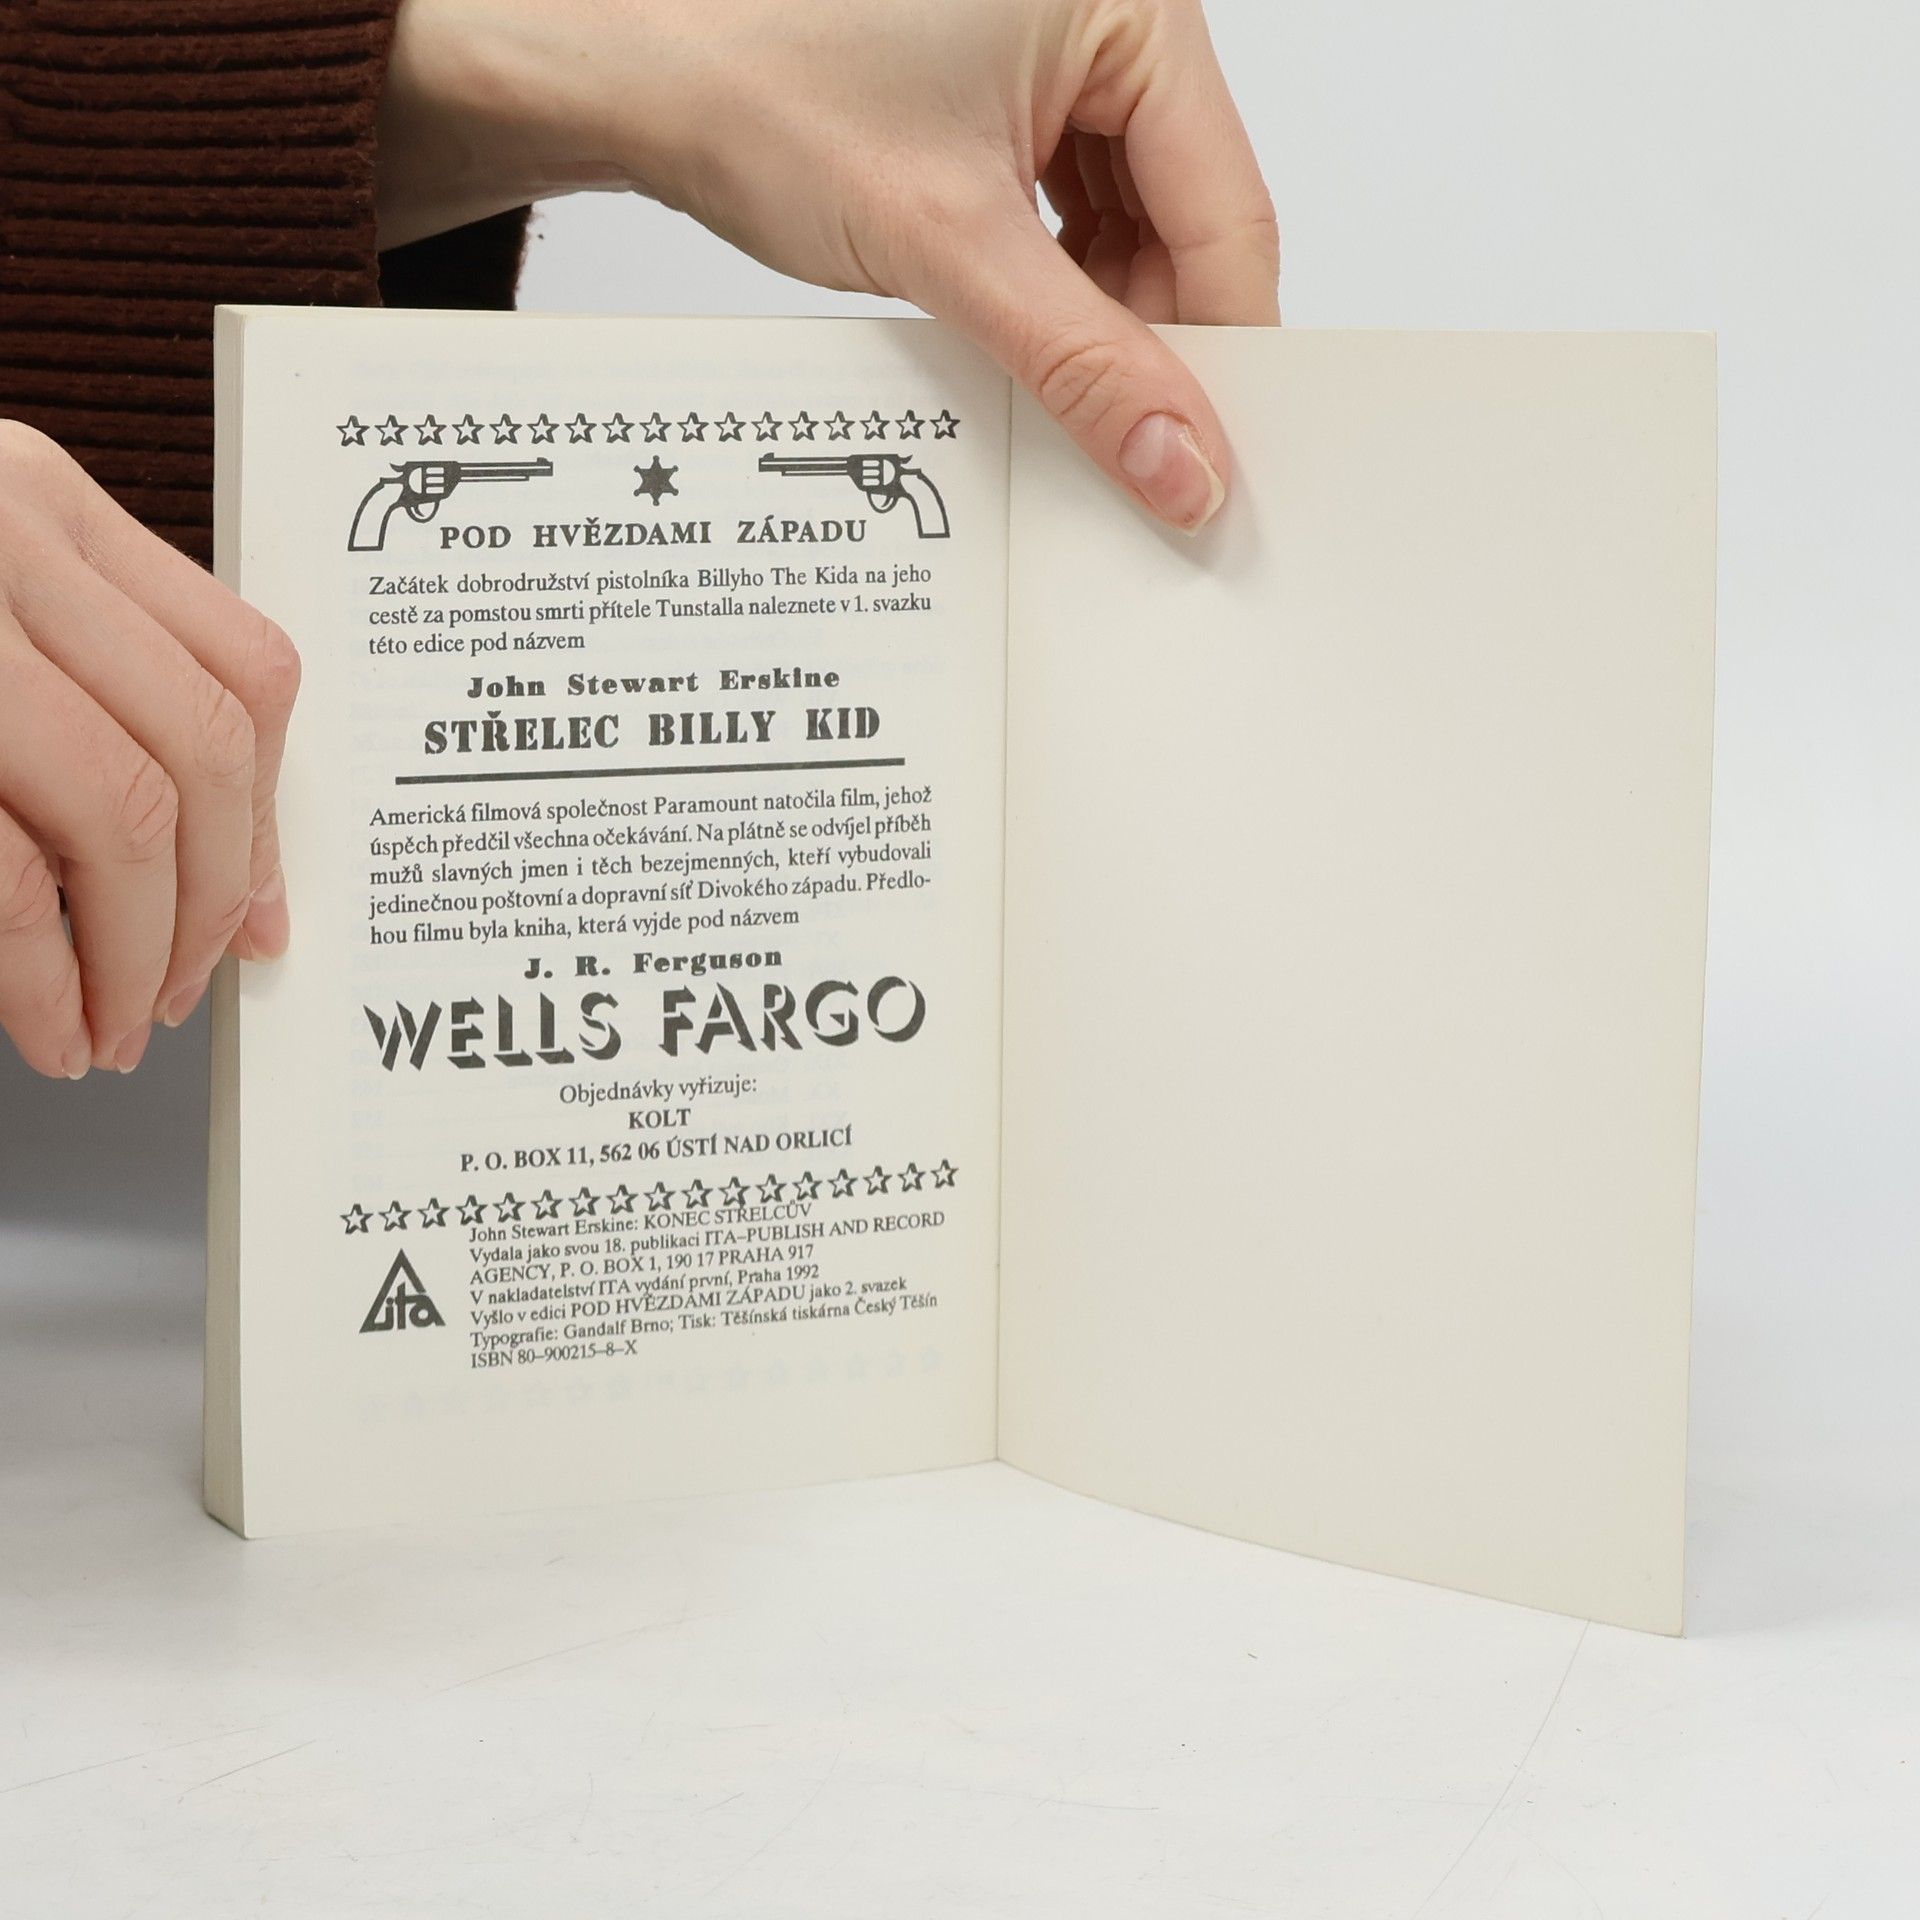 POD HVĚZDAMI ZÁPADU
Začátek dobrodružství pistolníka Billyho The Kida na jeho
cestě za pomstou smrti přítele Tunstalla naleznete v 1. svazku
této edice pod názvem
John Stewart Erskine
STŘELEC BILLY KID
Americká filmová společnost Paramount natočila film, jehož
úspěch předčil všechna očekávání. Na plátně se odvíjel příběh
mužů slavných jmen i těch bezejmenných, kteří vybudovali
jedinečnou poštovní a dopravní síť Divokého západu. Předlo-
hou filmu byla kniha, která vyjde pod názvem
J. R. Ferguson
WELLS FARGO
Objednávky vyřizuje:
KOLT
P. O. BOX 11, 562 06 ÚSTÍ NAD ORLICÍ
John Stewart Erskine: KONEC STŘELCŮV
Vydala jako svou 18. publikaci ITA–PUBLISH AND RECORD
AGENCY, P. O. BOX 1, 190 17 PRAHA 917
V nakladatelství ITA vydání první, Praha 1992
Vyšlo v edici POD HVĚZDAMI ZÁPADU jako 2. svazek
Typografie: Gandalf Brno; Tisk: Těšínská tiskárna Český Těšín
ISBN 80–900215–8–X
ita